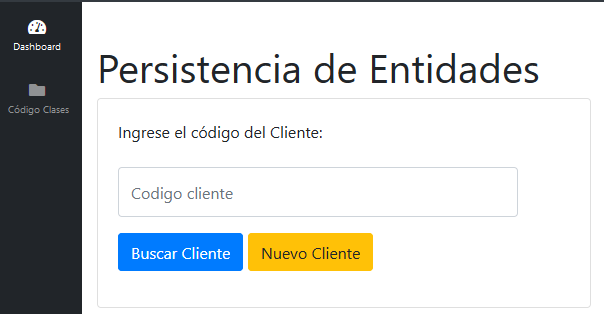 Dashboard
Código Clases
Persistencia de Entidades
Ingrese el código del Cliente:
Codigo cliente
Buscar Cliente
Nuevo Cliente